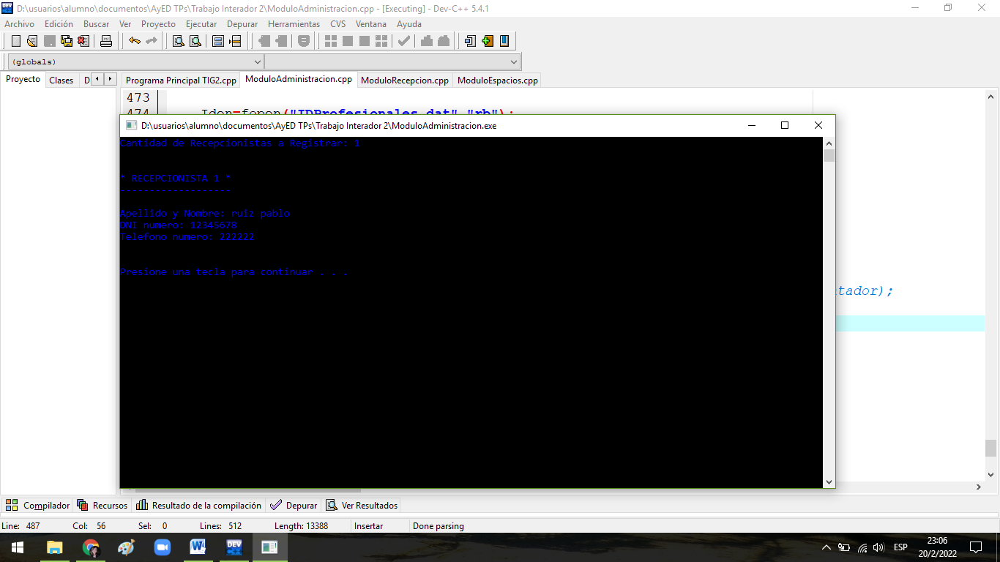 D:\usuarios\alumno\documentos\AyED TPs\Trabajo Interador 2\ModuloAdministracion.cpp - [Executing] - Dev-C++ 5.4.1
Archivo Edición Buscar Ver Proyecto Ejecutar Depurar Herramientas CVS Ventana Ayuda
(globals)
Proyecto Clases D Programa Principal TIG2.cpp ModuloAdministracion.cpp ModuloRecepcion.cpp ModuloEspacios.cpp
473
474 Idon=fopen("IDProfesionales.dat","rb");
D:\usuarios\alumno\documentos\AyED TPs\Trabajo Interador 2\ModuloAdministracion.exe
Cantidad de Recepcionistas a Registrar: 1
* RECEPCIONISTA 1 *
-------------------
Apellido y Nombre: ruiz pablo
DNI numero: 12345678
Telefono numero: 222222
Presione una tecla para continuar . . .
tador);
Compilador Recursos Resultado de la compilación Depurar Ver Resultados
Line: 487 Col: 56 Sel: 0 Lines: 512 Length: 13388 Insertar Done parsing
DEV
ESP
23:06
20/2/2022